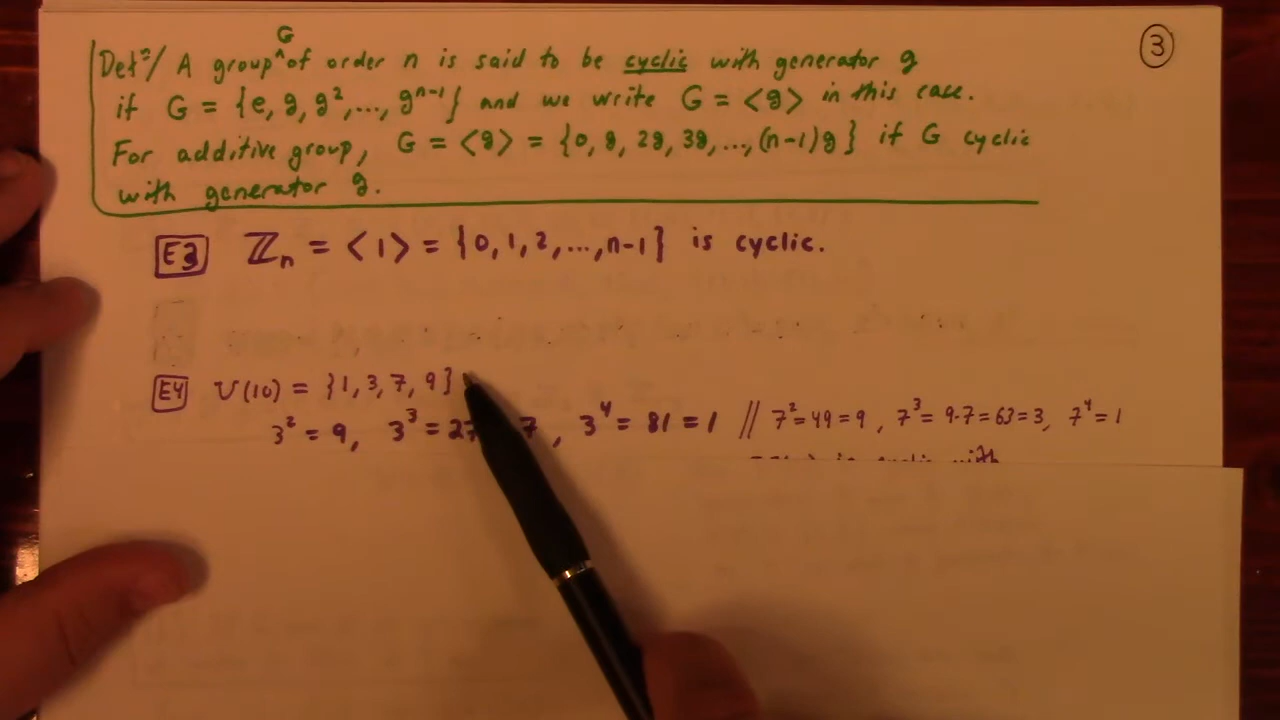 ③
G
Defⁿ/ A group ^ of order n is said to be cyclic with generator g
if G = {e, g, g², ..., gⁿ⁻¹} and we write G = <g> in this case.
For additive group, G = <g> = {0, g, 2g, 3g, ..., (n-1)g} if G cyclic
with generator g.
E3 ℤₙ = <1> = {0, 1, 2, ..., n-1} is cyclic.
E4 U(10) = {1, 3, 7, 9}
3² = 9, 3³ = 27 7, 3⁴ = 81 = 1 // 7² = 49 = 9, 7³ = 9·7 = 63 = 3, 7⁴ = 1